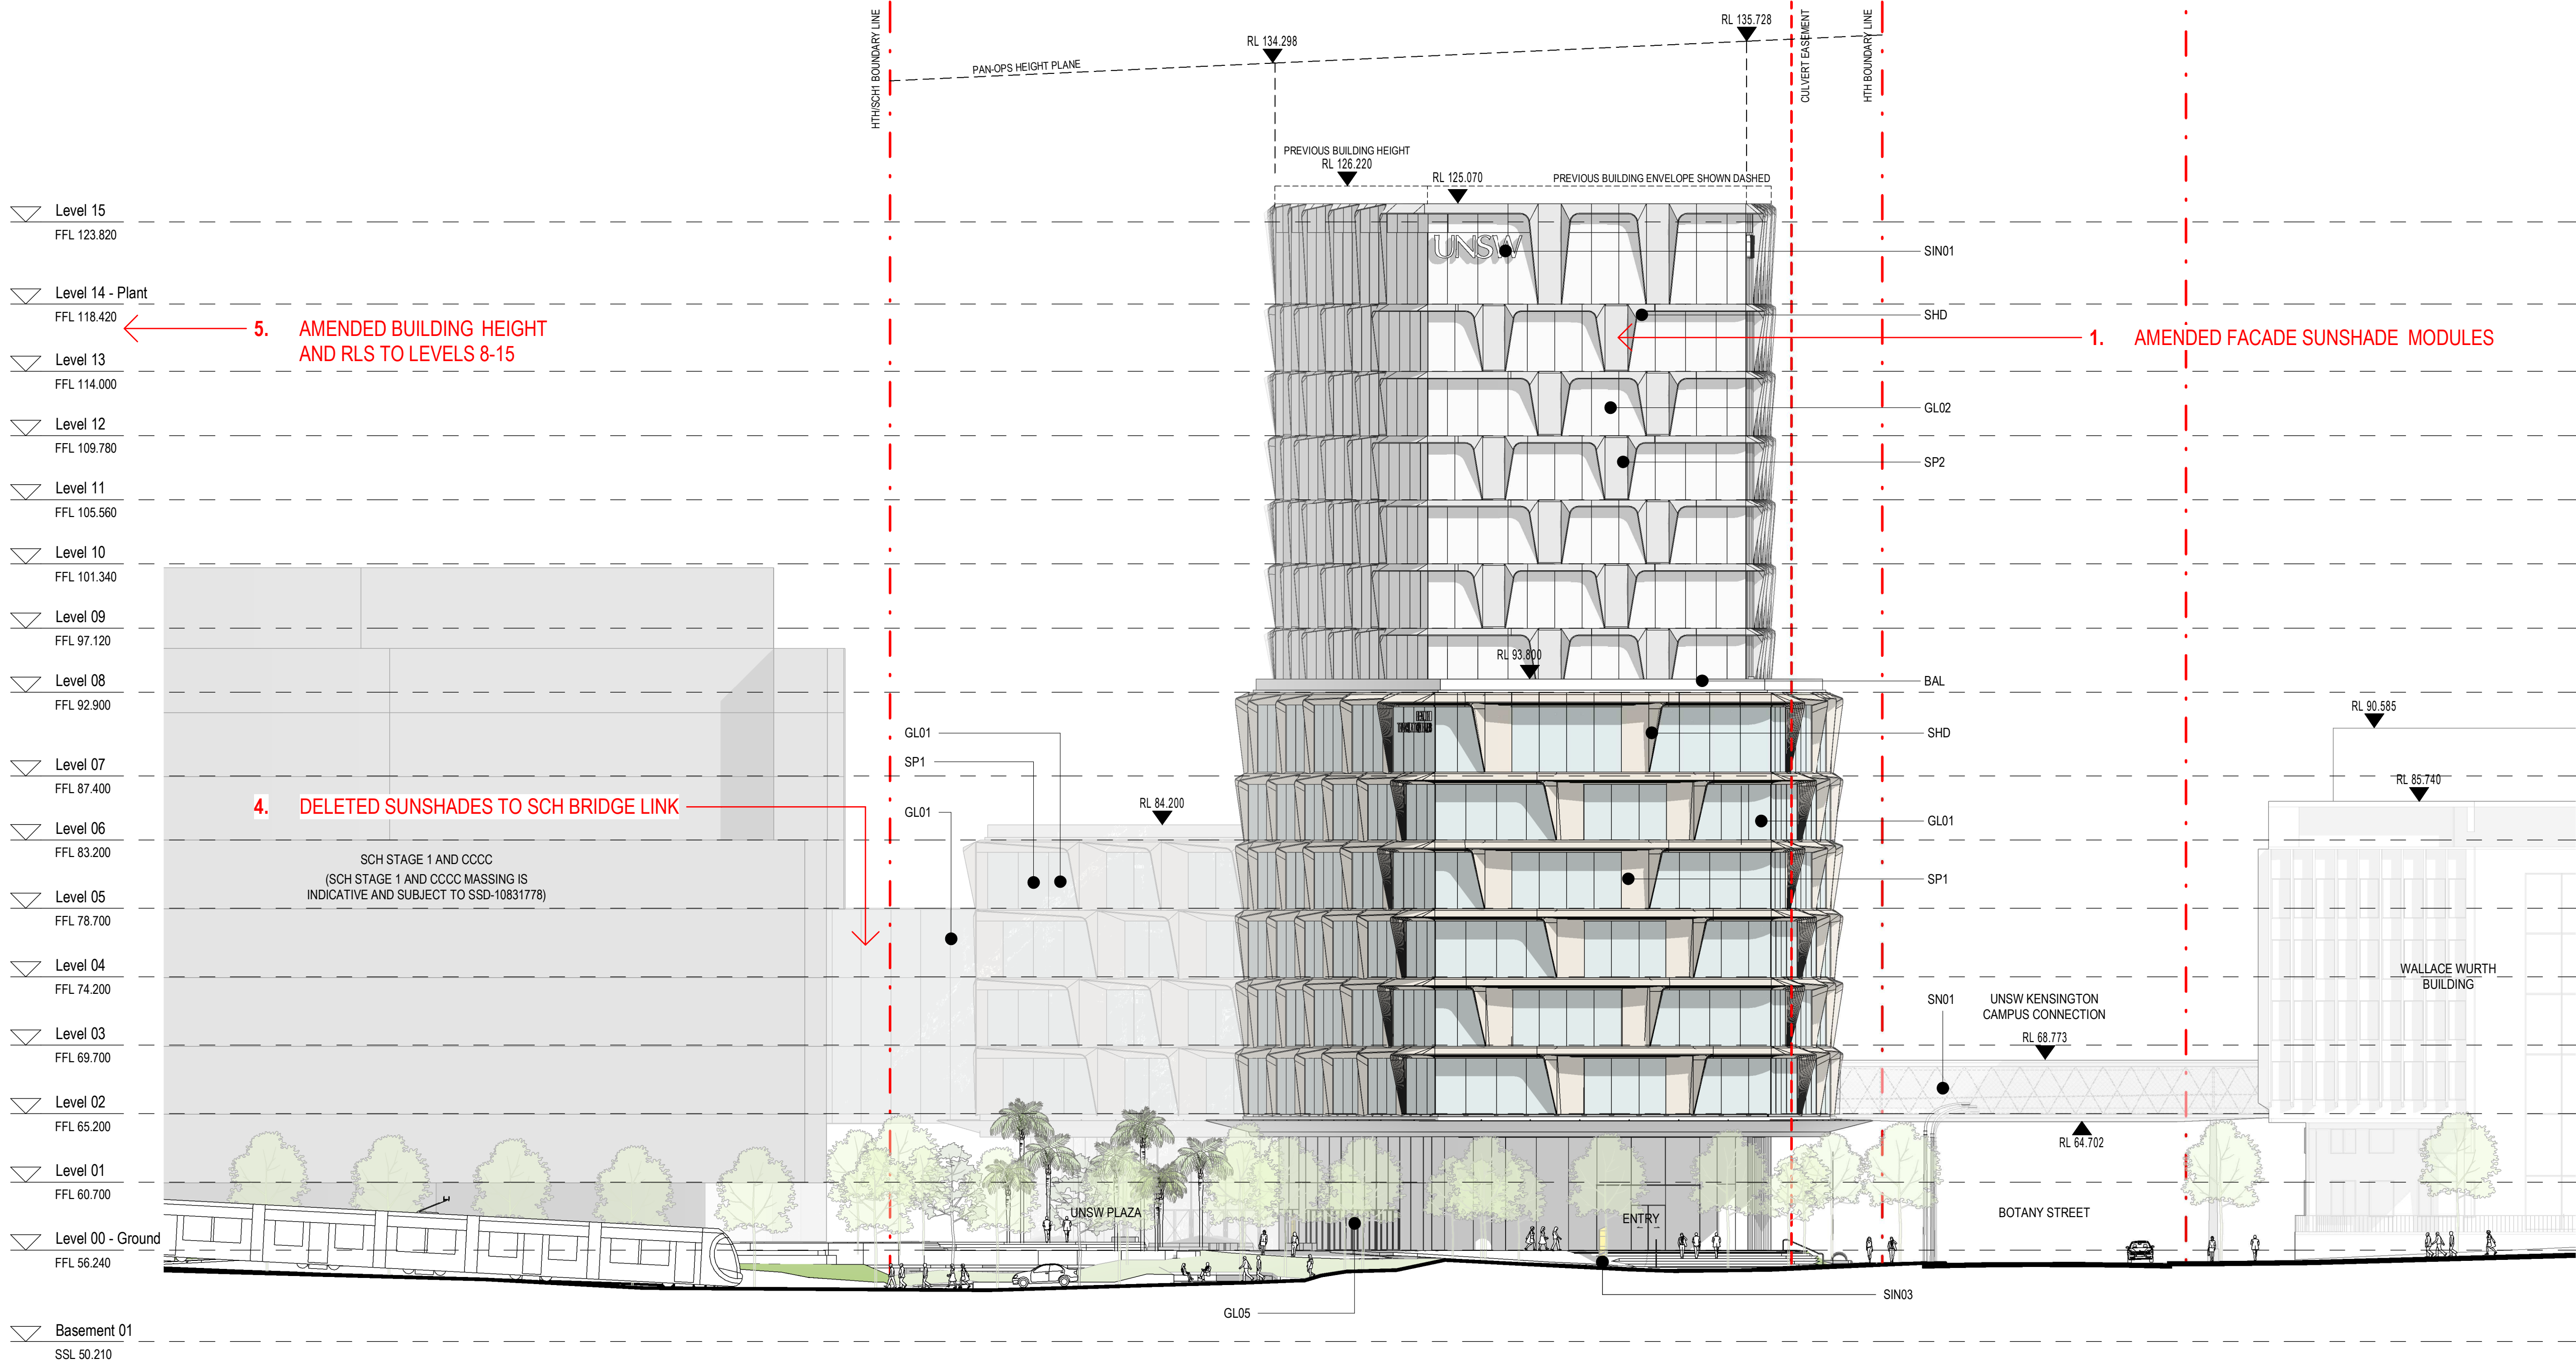 HTH/SCH1 BOUNDARY LINE
PAN-OPS HEIGHT PLANE
RL 134.298
RL 135.728
CULVERT EASEMENT
HTH BOUNDARY LINE
PREVIOUS BUILDING HEIGHT
RL 126.220
RL 125.070
PREVIOUS BUILDING ENVELOPE SHOWN DASHED
Level 15
FFL 123.820
UNSW
SIN01
Level 14 - Plant
FFL 118.420
5. AMENDED BUILDING HEIGHT
AND RLS TO LEVELS 8-15
SHD
1. AMENDED FACADE SUNSHADE MODULES
Level 13
FFL 114.000
GL02
Level 12
FFL 109.780
SP2
Level 11
FFL 105.560
Level 10
FFL 101.340
Level 09
FFL 97.120
RL 93.800
Level 08
FFL 92.900
BAL
RL 90.585
GL01
SHD
SP1
Level 07
FFL 87.400
RL 85.740
4. DELETED SUNSHADES TO SCH BRIDGE LINK
GL01
RL 84.200
GL01
Level 06
FFL 83.200
SCH STAGE 1 AND CCCC
(SCH STAGE 1 AND CCCC MASSING IS
INDICATIVE AND SUBJECT TO SSD-10831778)
SP1
Level 05
FFL 78.700
Level 04
FFL 74.200
WALLACE WURTH
BUILDING
SN01
UNSW KENSINGTON
CAMPUS CONNECTION
Level 03
FFL 69.700
RL 68.773
Level 02
FFL 65.200
RL 64.702
Level 01
FFL 60.700
UNSW PLAZA
ENTRY
BOTANY STREET
Level 00 - Ground
FFL 56.240
GL05
SIN03
Basement 01
SSL 50.210